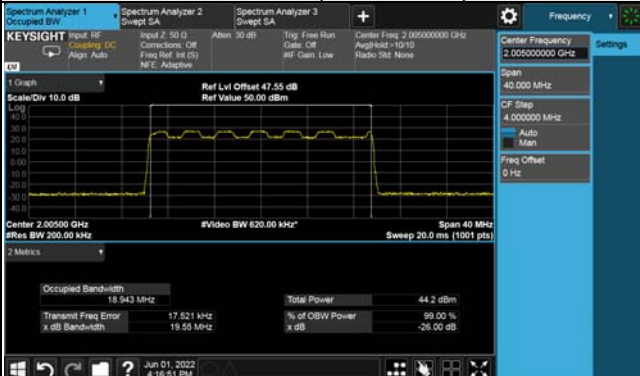 Spectrum Analyzer 1
Occupied BW
Spectrum Analyzer 2
Swept SA
Spectrum Analyzer 3
Swept SA
Frequency
KEYSIGHT
Input: RF
Coupling: DC
Align: Auto
Input Z: 50 Ω
Corrections: Off
Freq Ref: Int (S)
NFE: Adaptive
Atten: 30 dB
Trig: Free Run
Gate: Off
#IF Gain: Low
Center Freq: 2.005000000 GHz
Avg|Hold:>10/10
Radio Std: None
Center Frequency
2.005000000 GHz
Settings
Span
40.000 MHz
CF Step
4.000000 MHz
Auto
Man
Freq Offset
0 Hz
1 Graph
Scale/Div 10.0 dB
Ref Lvl Offset 47.55 dB
Ref Value 50.00 dBm
Log
40.0
30.0
20.0
10.0
0.00
-10.0
-20.0
-30.0
-40.0
Center 2.00500 GHz
#Res BW 200.00 kHz
#Video BW 620.00 kHz*
Span 40 MHz
Sweep 20.0 ms (1001 pts)
2 Metrics
Occupied Bandwidth
18.943 MHz
Total Power 44.2 dBm
Transmit Freq Error 17.521 kHz
% of OBW Power 99.00 %
x dB Bandwidth 19.55 MHz
x dB -26.00 dB
Jun 01, 2022
4:16:51 PM